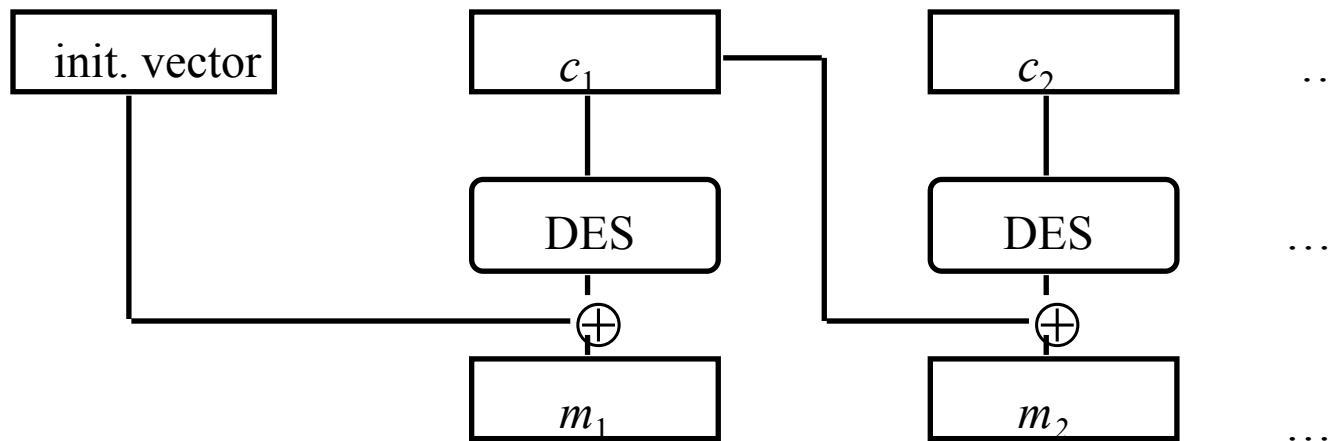 init. vector c₁ c₂ …
DES DES …
⊕ ⊕
m₁ m₂ …